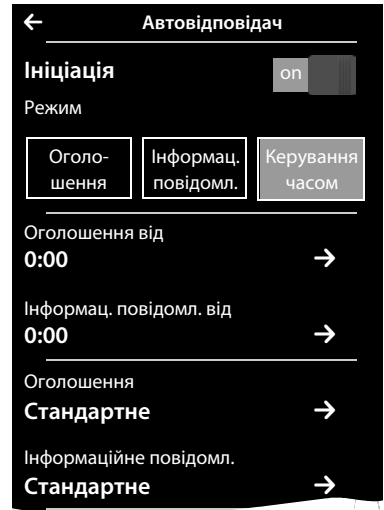 Автовідповідач
Ініціація on
Режим
Оголо-
шення
Інформац.
повідомл.
Керування
часом
Оголошення від
0:00
Інформац. повідомл. від
0:00
Оголошення
Стандартне
Інформаційне повідомл.
Стандартне